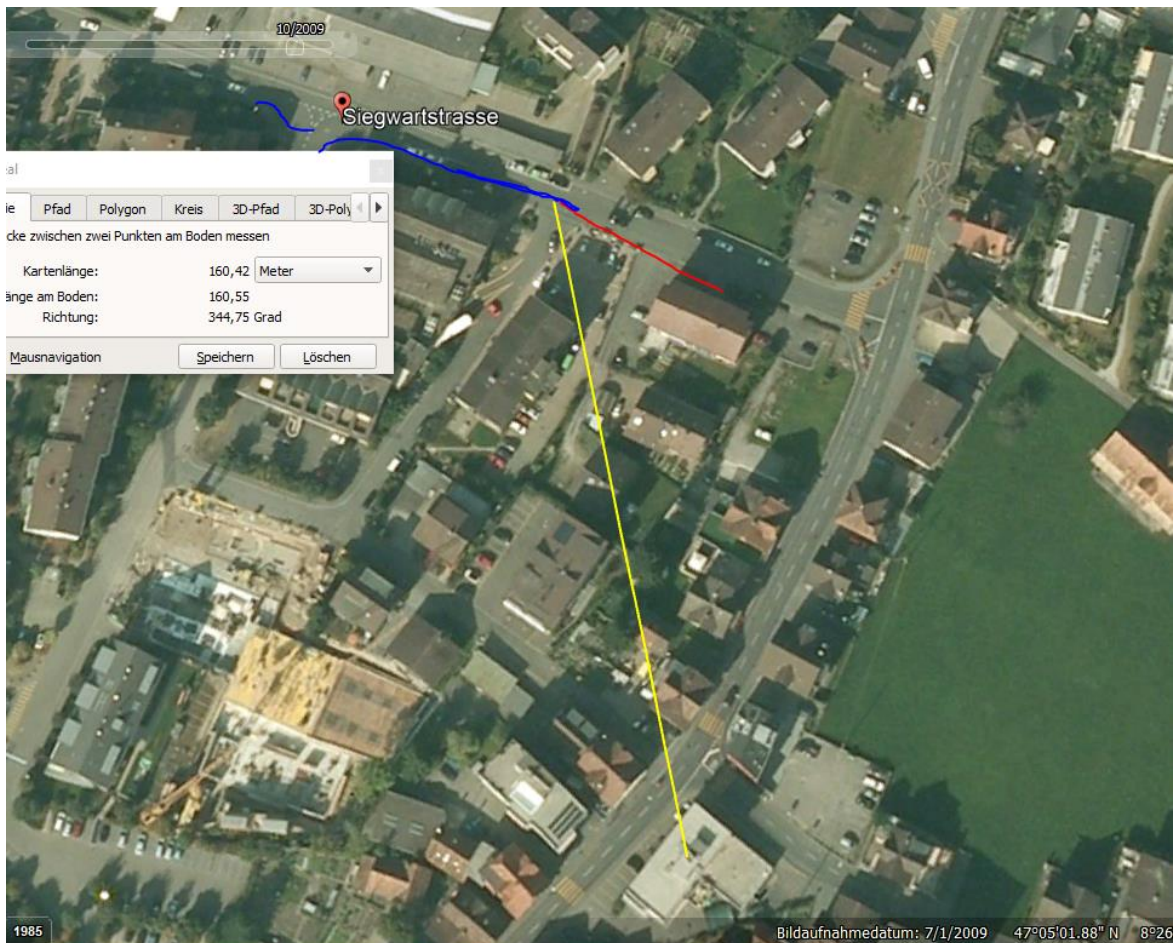 10/2009
Siegwartstrasse
eal
ie Pfad Polygon Kreis 3D-Pfad 3D-Poly
cke zwischen zwei Punkten am Boden messen
Kartenlänge: 160,42 Meter
änge am Boden: 160,55
Richtung: 344,75 Grad
Mausnavigation Speichern Löschen
1985 Bildaufnahmedatum: 7/1/2009 47°05'01.88" N 8°26